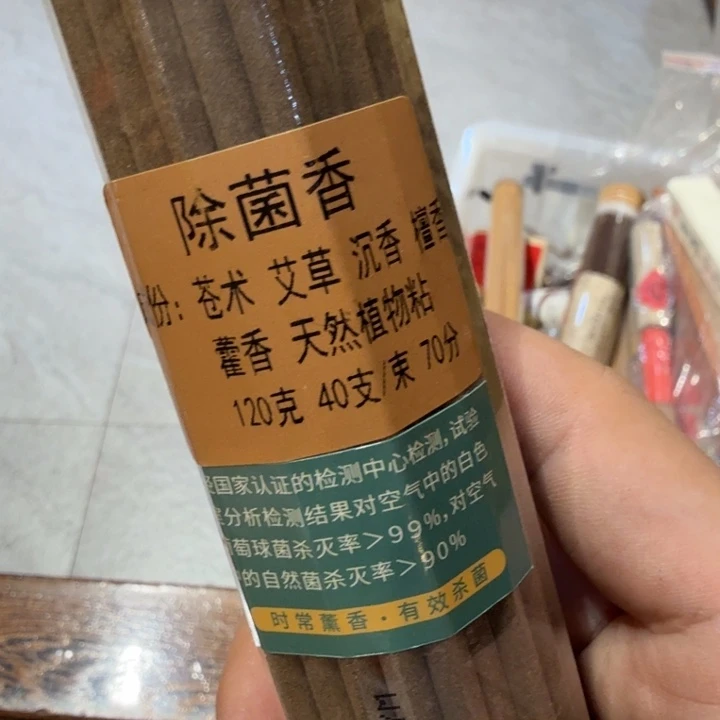 除菌香
份：苍术 艾草 沉香 檀香
藿香 天然植物粘
120克 40支/束 70分
国家认证的检测中心检测，试验
分析检测结果对空气中的白色
葡萄球菌杀灭率＞99%，对空气
的自然菌杀灭率＞90%
时常薰香·有效杀菌